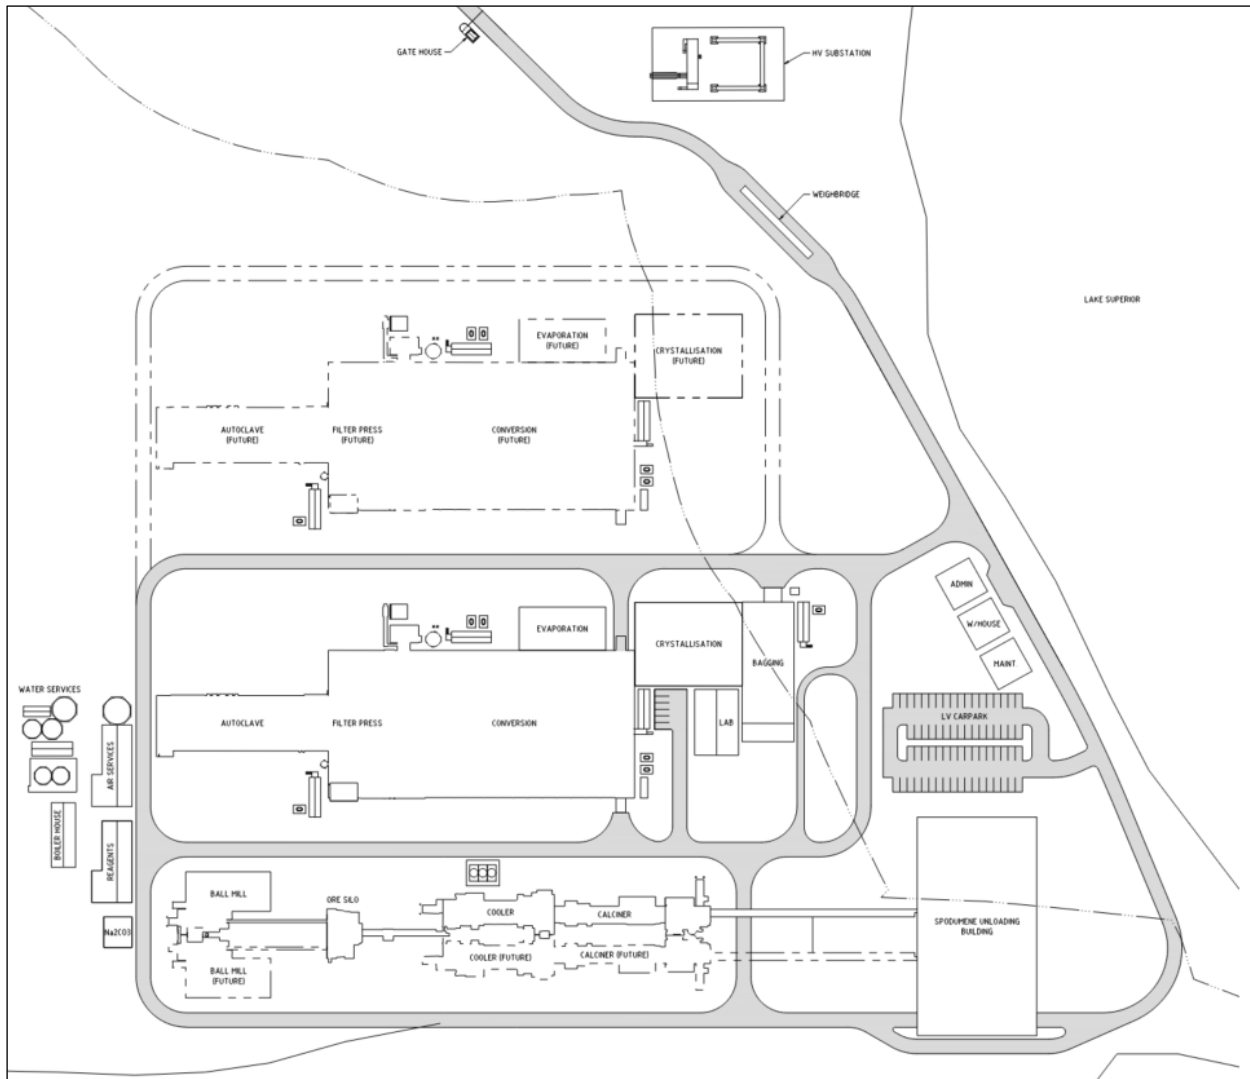 GATE HOUSE
HV SUBSTATION
WEIGHBRIDGE
LAKE SUPERIOR
EVAPORATION
(FUTURE)
CRYSTALLISATION
(FUTURE)
AUTOCLAVE
(FUTURE)
FILTER PRESS
(FUTURE)
CONVERSION
(FUTURE)
ADMIN
W/HOUSE
MAINT.
EVAPORATION
CRYSTALLISATION
BAGGING
WATER SERVICES
AUTOCLAVE
FILTER PRESS
CONVERSION
LAB
LV CARPARK
AIR SERVICES
BOILER HOUSE
REAGENTS
Na2CO3
BALL MILL
ORE SILO
COOLER
CALCINER
SPODUMENE UNLOADING
BUILDING
COOLER (FUTURE)
CALCINER (FUTURE)
BALL MILL
(FUTURE)